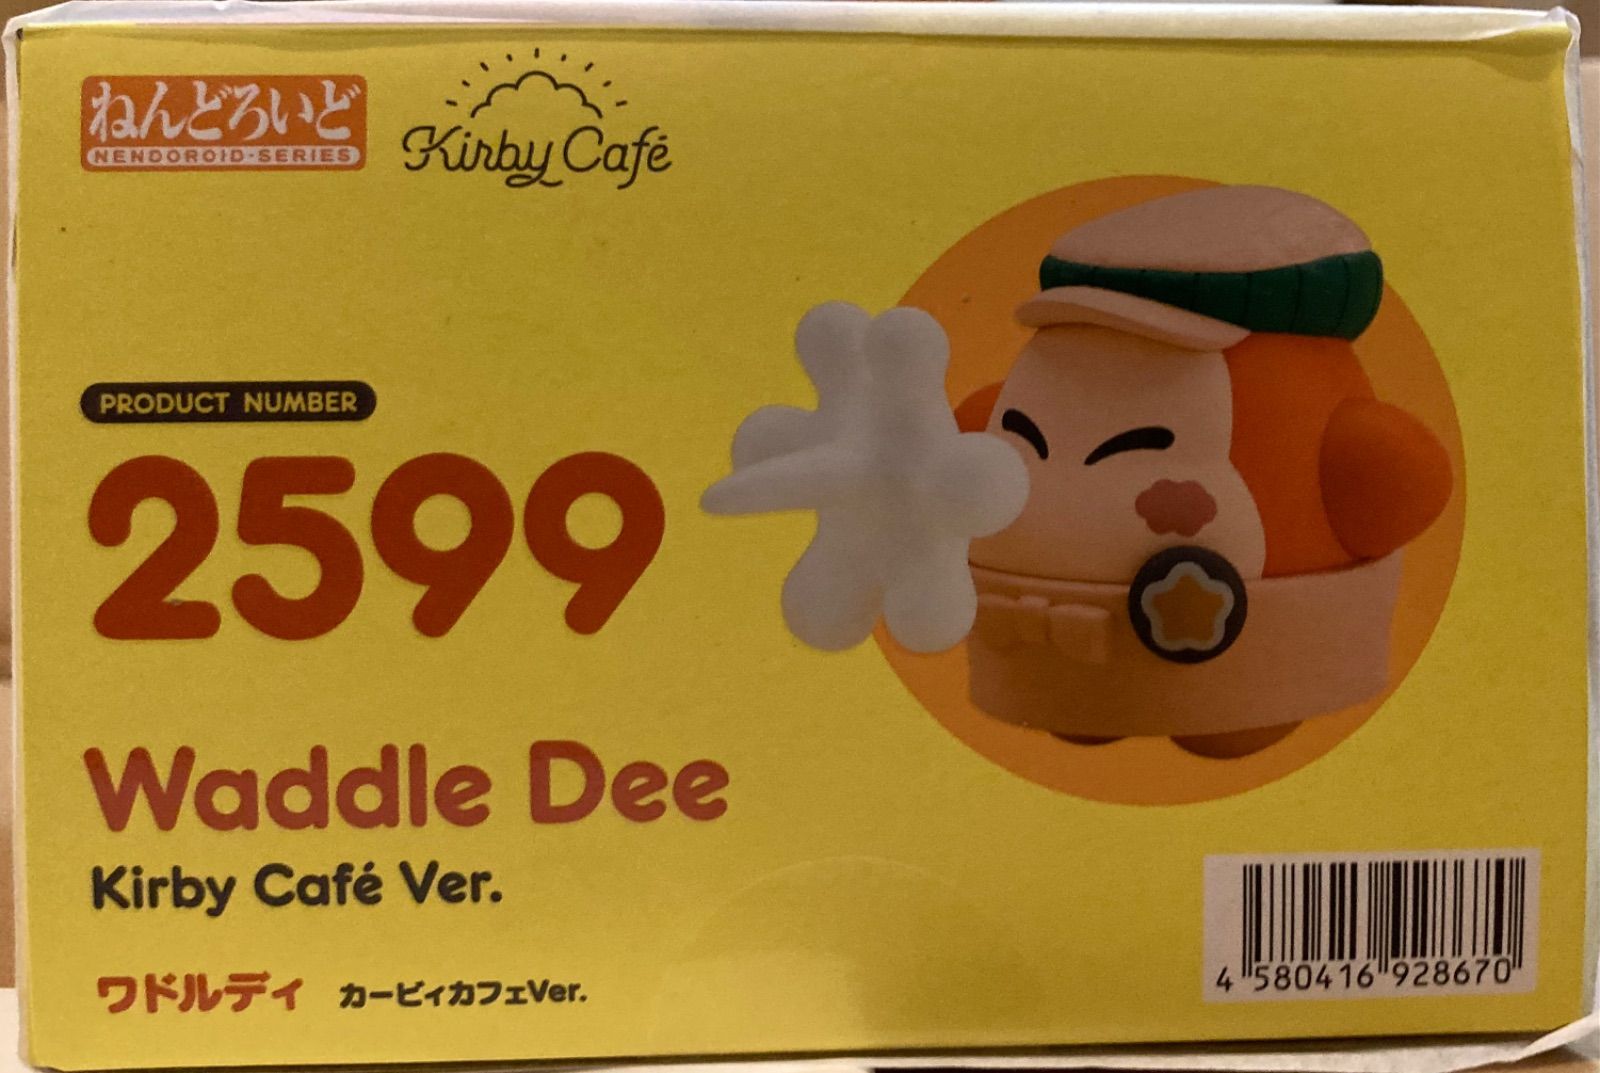 ねんどろいど
NENDOROID-SERIES
Kirby Café
PRODUCT NUMBER
2599
Waddle Dee
Kirby Café Ver.
ワドルディ カービィカフェVer.
4 580416 928670